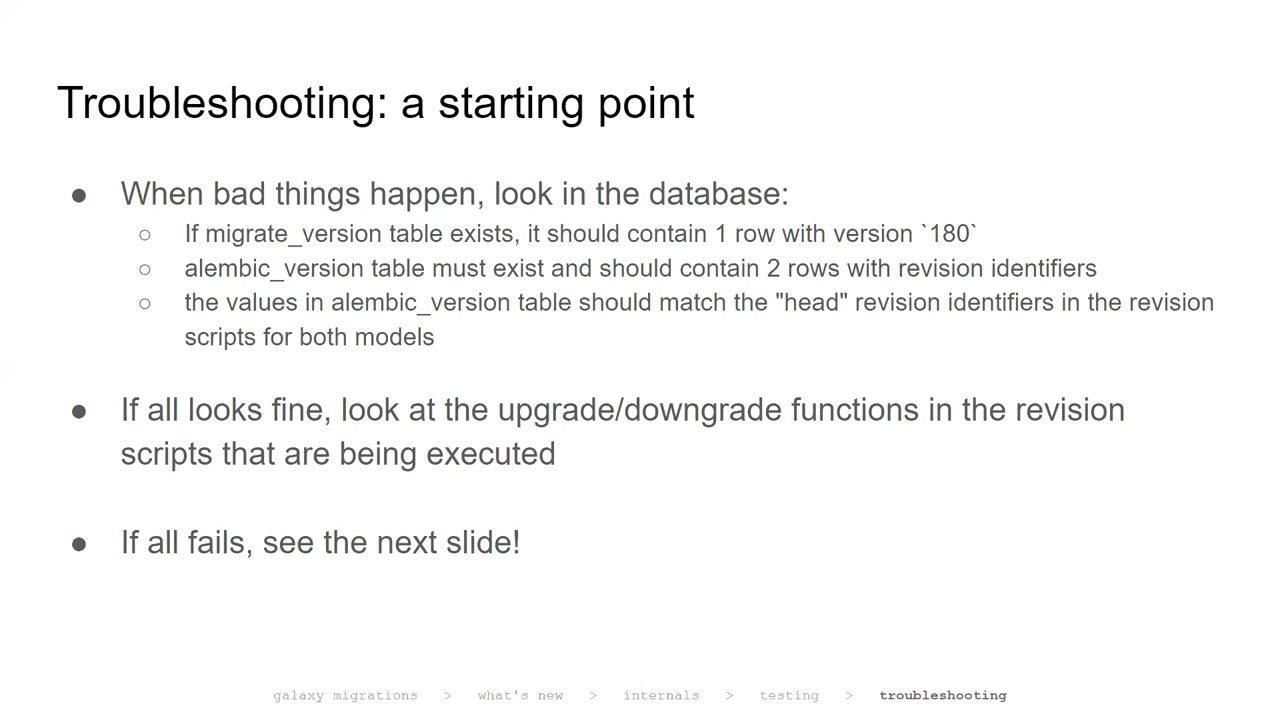 Troubleshooting: a starting point
● When bad things happen, look in the database:
○ If migrate_version table exists, it should contain 1 row with version `180`
○ alembic_version table must exist and should contain 2 rows with revision identifiers
○ the values in alembic_version table should match the "head" revision identifiers in the revision
scripts for both models
● If all looks fine, look at the upgrade/downgrade functions in the revision
scripts that are being executed
● If all fails, see the next slide!
galaxy migrations > what's new > internals > testing > troubleshooting